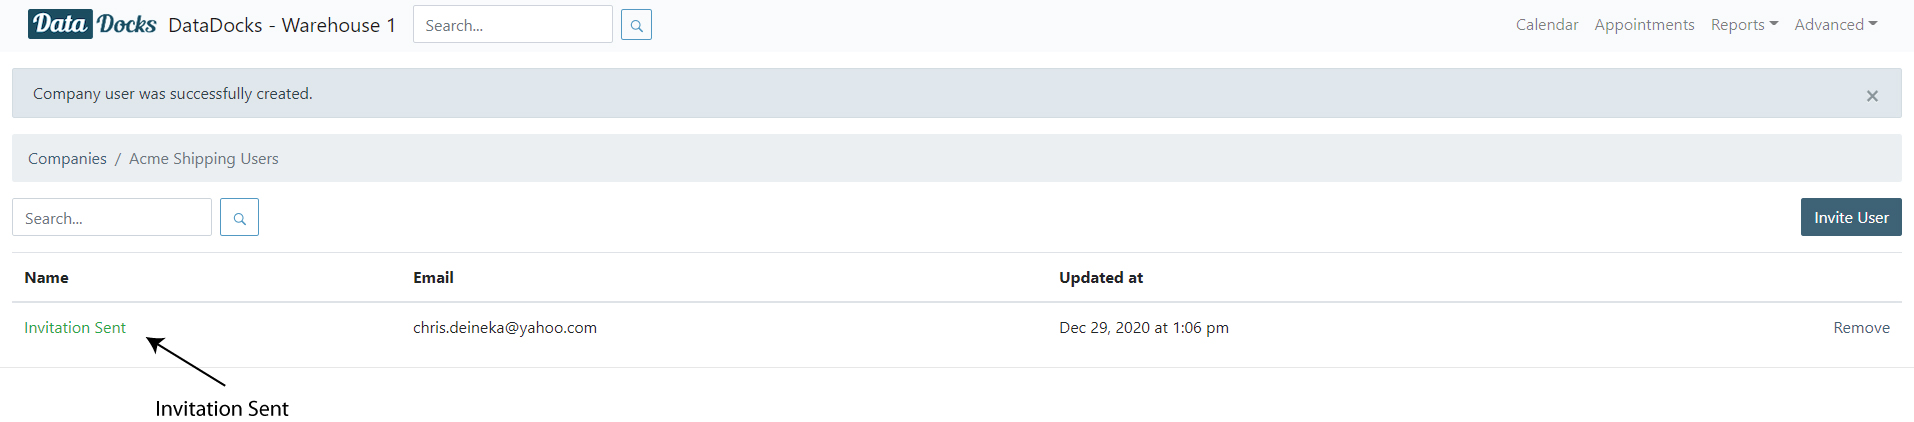 Data Docks DataDocks - Warehouse 1 Search... Calendar Appointments Reports Advanced
Company user was successfully created. ×
Companies / Acme Shipping Users
Search... Invite User
Name Email Updated at
Invitation Sent chris.deineka@yahoo.com Dec 29, 2020 at 1:06 pm Remove
Invitation Sent